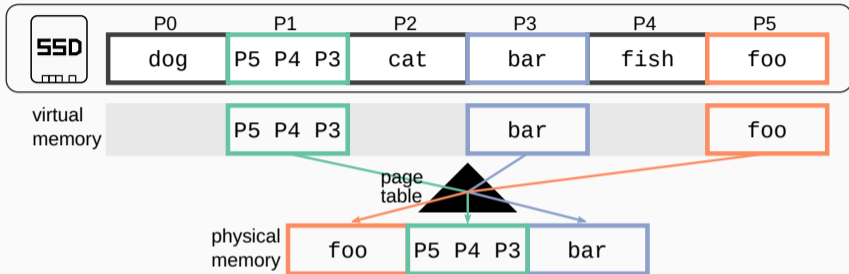 P0 P1 P2 P3 P4 P5
SSD dog P5 P4 P3 cat bar fish foo
virtual
memory
P5 P4 P3 bar foo
page
table
physical
memory
foo P5 P4 P3 bar